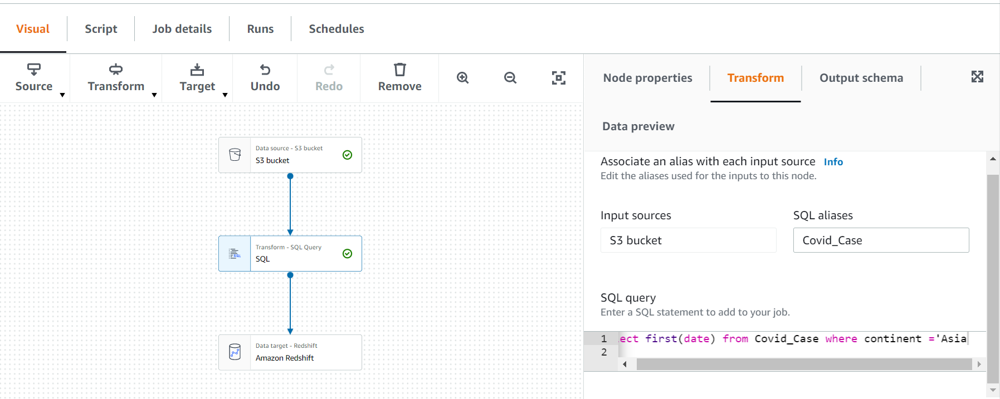 Visual Script Job details Runs Schedules
Source Transform Target Undo Redo Remove
Data source - S3 bucket
S3 bucket
Transform - SQL Query
SQL
Data target - Redshift
Amazon Redshift
Node properties Transform Output schema
Data preview
Associate an alias with each input source Info
Edit the aliases used for the inputs to this node.
Input sources SQL aliases
S3 bucket Covid_Case
SQL query
Enter a SQL statement to add to your job.
1 ect first(date) from Covid_Case where continent ='Asia
2